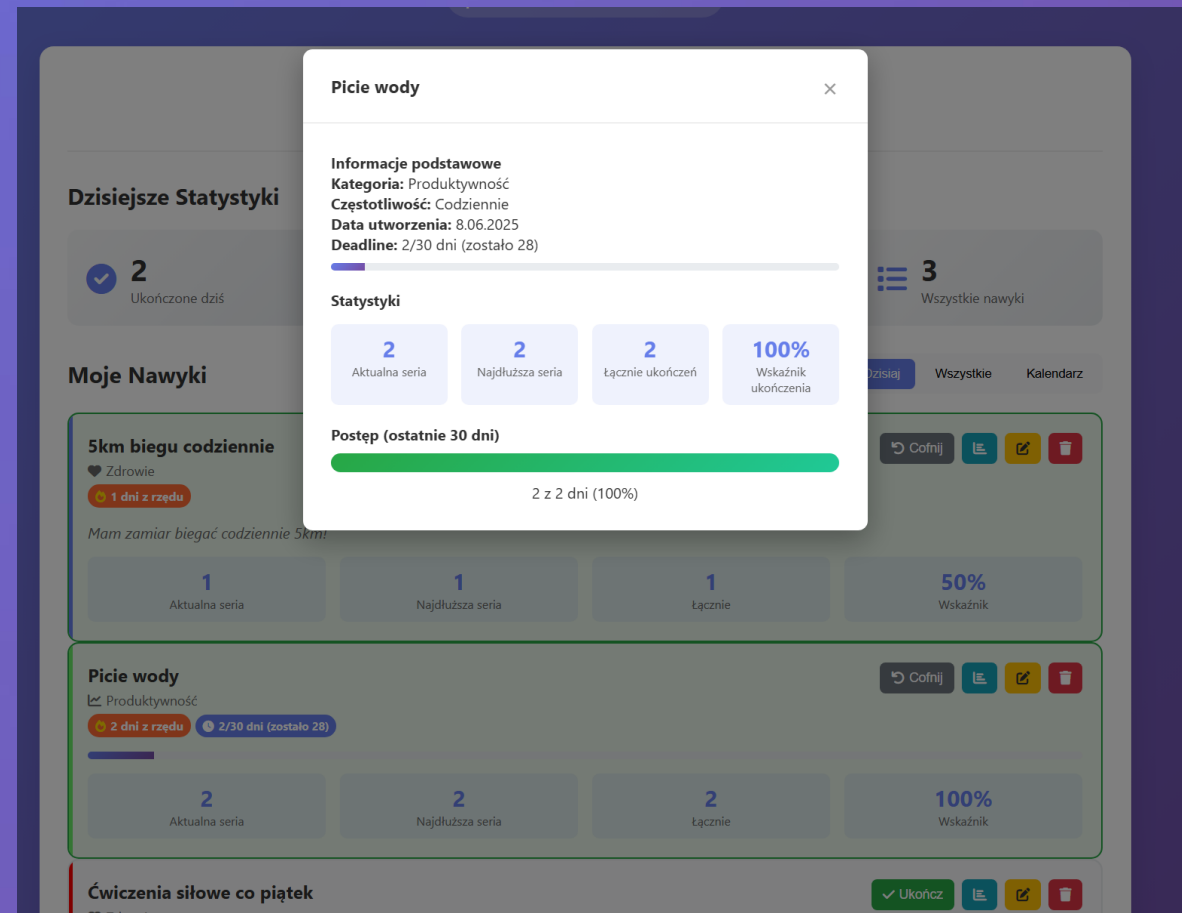 Picie wody
×
Informacje podstawowe
Kategoria: Produktywność
Częstotliwość: Codziennie
Data utworzenia: 8.06.2025
Deadline: 2/30 dni (zostało 28)
Statystyki
2
Aktualna seria
2
Najdłuższa seria
2
Łącznie ukończeń
100%
Wskaźnik
ukończenia
Postęp (ostatnie 30 dni)
2 z 2 dni (100%)
Dzisiejsze Statystyki
2
Ukończone dziś
3
Wszystkie nawyki
Moje Nawyki
Dzisiaj
Wszystkie
Kalendarz
5km biegu codziennie
Cofnij
Zdrowie
1 dni z rzędu
Mam zamiar biegać codziennie 5km!
1
Aktualna seria
1
Najdłuższa seria
1
Łącznie
50%
Wskaźnik
Picie wody
Cofnij
Produktywność
2 dni z rzędu
2/30 dni (zostało 28)
2
Aktualna seria
2
Najdłuższa seria
2
Łącznie
100%
Wskaźnik
Ćwiczenia siłowe co piątek
Ukończ